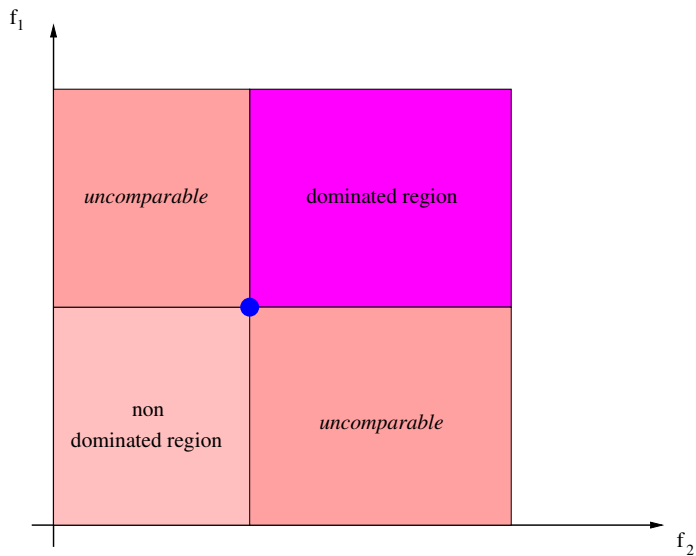 f1
uncomparable
dominated region
non
dominated region
uncomparable
f2